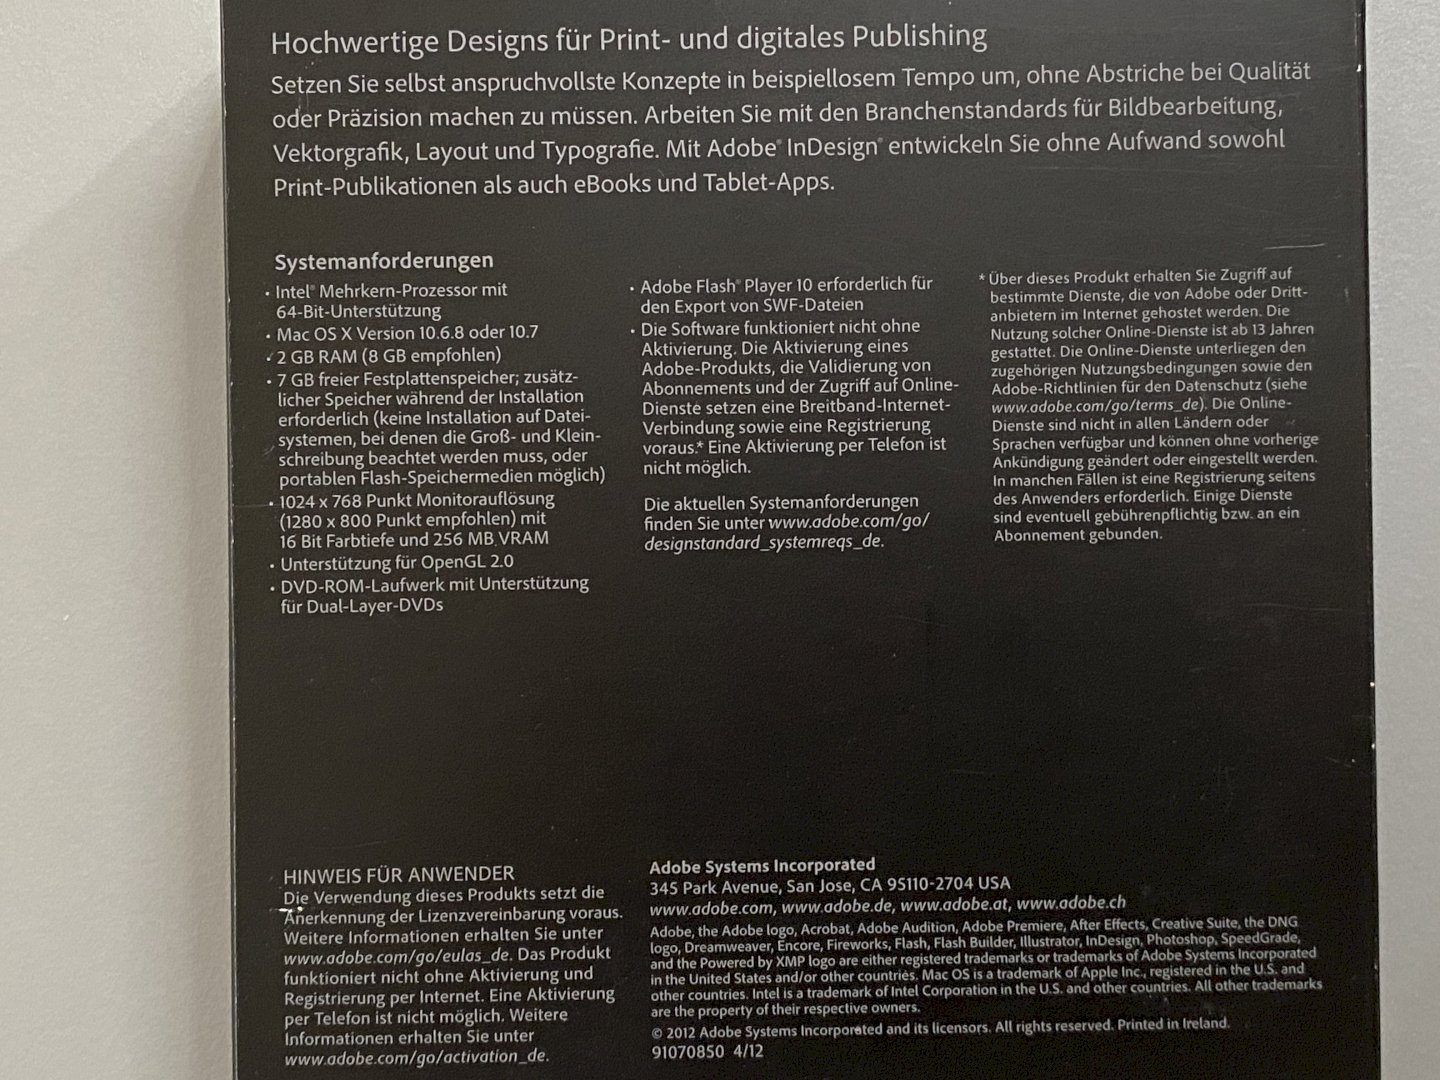 Hochwertige Designs für Print- und digitales Publishing
Setzen Sie selbst anspruchvollste Konzepte in beispiellosem Tempo um, ohne Abstriche bei Qualität
oder Präzision machen zu müssen. Arbeiten Sie mit den Branchenstandards für Bildbearbeitung,
Vektorgrafik, Layout und Typografie. Mit Adobe® InDesign® entwickeln Sie ohne Aufwand sowohl
Print-Publikationen als auch eBooks und Tablet-Apps.
Systemanforderungen
• Intel® Mehrkern-Prozessor mit
64-Bit-Unterstützung
• Mac OS X Version 10.6.8 oder 10.7
• 2 GB RAM (8 GB empfohlen)
• 7 GB freier Festplattenspeicher; zusätz-
licher Speicher während der Installation
erforderlich (keine Installation auf Datei-
systemen, bei denen die Groß- und Klein-
schreibung beachtet werden muss, oder
portablen Flash-Speichermedien möglich)
• 1024 x 768 Punkt Monitorauflösung
(1280 x 800 Punkt empfohlen) mit
16 Bit Farbtiefe und 256 MB VRAM
• Unterstützung für OpenGL 2.0
• DVD-ROM-Laufwerk mit Unterstützung
für Dual-Layer-DVDs
• Adobe Flash® Player 10 erforderlich für
den Export von SWF-Dateien
• Die Software funktioniert nicht ohne
Aktivierung. Die Aktivierung eines
Adobe-Produkts, die Validierung von
Abonnements und der Zugriff auf Online-
Dienste setzen eine Breitband-Internet-
Verbindung sowie eine Registrierung
voraus.* Eine Aktivierung per Telefon ist
nicht möglich.
Die aktuellen Systemanforderungen
finden Sie unter www.adobe.com/go/
designstandard_systemreqs_de.
* Über dieses Produkt erhalten Sie Zugriff auf
bestimmte Dienste, die von Adobe oder Dritt-
anbietern im Internet gehostet werden. Die
Nutzung solcher Online-Dienste ist ab 13 Jahren
gestattet. Die Online-Dienste unterliegen den
zugehörigen Nutzungsbedingungen sowie den
Adobe-Richtlinien für den Datenschutz (siehe
www.adobe.com/go/terms_de). Die Online-
Dienste sind nicht in allen Ländern oder
Sprachen verfügbar und können ohne vorherige
Ankündigung geändert oder eingestellt werden.
In manchen Fällen ist eine Registrierung seitens
des Anwenders erforderlich. Einige Dienste
sind eventuell gebührenpflichtig bzw. an ein
Abonnement gebunden.
HINWEIS FÜR ANWENDER
Die Verwendung dieses Produkts setzt die
Anerkennung der Lizenzvereinbarung voraus.
Weitere Informationen erhalten Sie unter
www.adobe.com/go/eulas_de. Das Produkt
funktioniert nicht ohne Aktivierung und
Registrierung per Internet. Eine Aktivierung
per Telefon ist nicht möglich. Weitere
Informationen erhalten Sie unter
www.adobe.com/go/activation_de.
Adobe Systems Incorporated
345 Park Avenue, San Jose, CA 95110-2704 USA
www.adobe.com, www.adobe.de, www.adobe.at, www.adobe.ch
Adobe, the Adobe logo, Acrobat, Adobe Audition, Adobe Premiere, After Effects, Creative Suite, the DNG
logo, Dreamweaver, Encore, Fireworks, Flash, Flash Builder, Illustrator, InDesign, Photoshop, SpeedGrade,
and the Powered by XMP logo are either registered trademarks or trademarks of Adobe Systems Incorporated
in the United States and/or other countries. Mac OS is a trademark of Apple Inc., registered in the U.S. and
other countries. Intel is a trademark of Intel Corporation in the U.S. and other countries. All other trademarks
are the property of their respective owners.
© 2012 Adobe Systems Incorporated and its licensors. All rights reserved. Printed in Ireland.
91070850 4/12